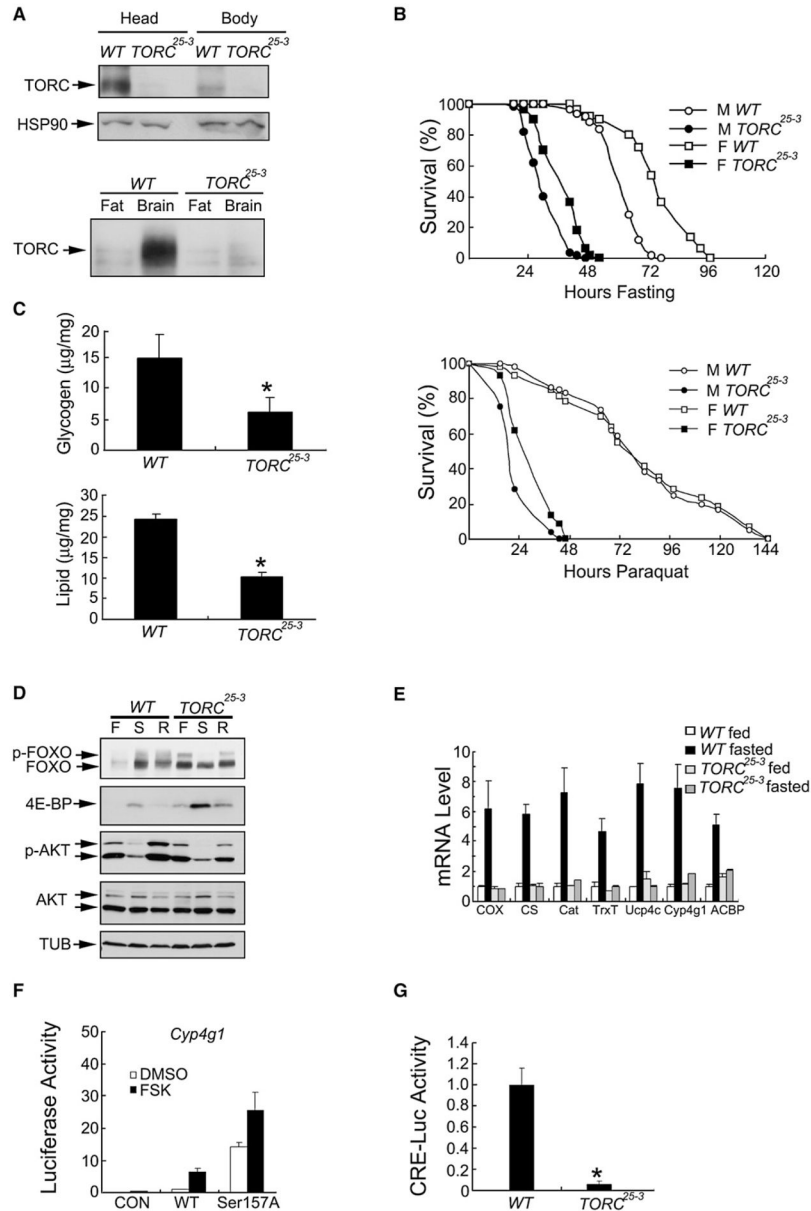 A
Head Body
WT TORC25-3 WT TORC25-3
TORC
HSP90
WT TORC25-3
Fat Brain Fat Brain
TORC
B
Survival (%)
100
80
60
40
20
0
24 48 72 96 120
Hours Fasting
M WT
M TORC25-3
F WT
F TORC25-3
Survival (%)
100
80
60
40
20
0
24 48 72 96 120 144
Hours Paraquat
M WT
M TORC25-3
F WT
F TORC25-3
C
Glycogen (µg/mg)
20
15
10
5
0
*
WT TORC25-3
Lipid (µg/mg)
25
20
15
10
5
0
*
WT TORC25-3
D
WT TORC25-3
F S R F S R
p-FOXO
FOXO
4E-BP
p-AKT
AKT
TUB
E
WT fed
WT fasted
TORC25-3 fed
TORC25-3 fasted
mRNA Level
10
8
6
4
2
0
COX CS Cat TrxT Ucp4c Cyp4g1 ACBP
F
Cyp4g1
Luciferase Activity
50
40
30
20
10
0
DMSO
FSK
CON WT Ser157A
G
CRE-Luc Activity
1.4
1.2
1.0
0.8
0.6
0.4
0.2
0
*
WT TORC25-3